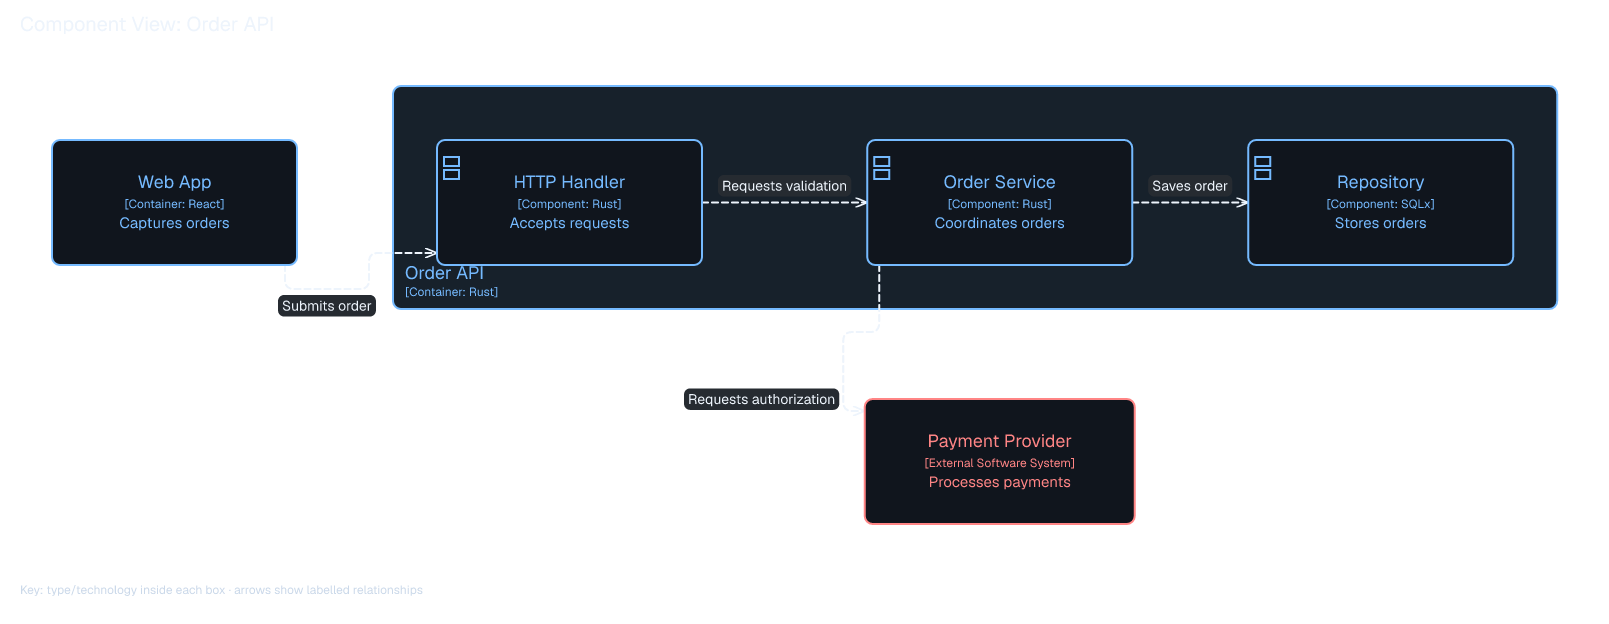 Component View: Order API
Web App
[Container: React]
Captures orders
Submits order
HTTP Handler
[Component: Rust]
Accepts requests
Requests validation
Order Service
[Component: Rust]
Coordinates orders
Saves order
Repository
[Component: SQLx]
Stores orders
Order API
[Container: Rust]
Requests authorization
Payment Provider
[External Software System]
Processes payments
Key: type/technology inside each box · arrows show labelled relationships